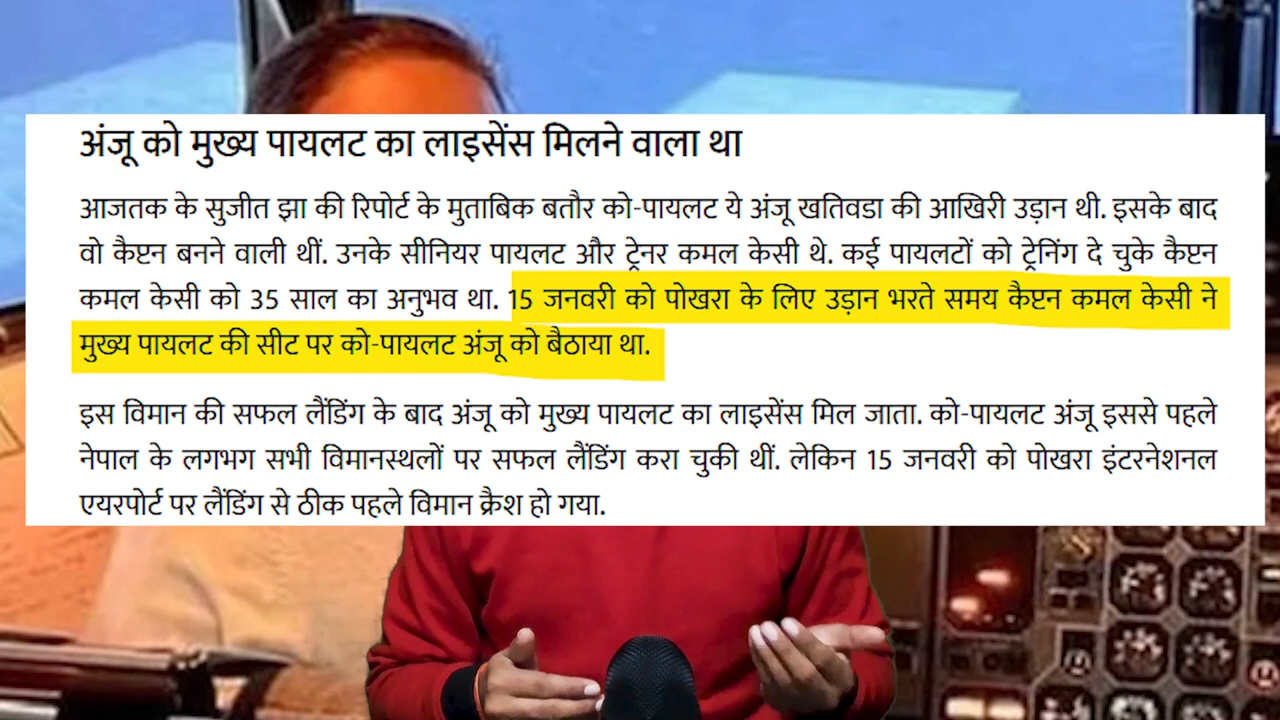 अंजू को मुख्य पायलट का लाइसेंस मिलने वाला था
आजतक के सुजीत झा की रिपोर्ट के मुताबिक बतौर को-पायलट ये अंजू खतिवडा की आखिरी उड़ान थी. इसके बाद
वो कैप्टन बनने वाली थीं. उनके सीनियर पायलट और ट्रेनर कमल केसी थे. कई पायलटों को ट्रेनिंग दे चुके कैप्टन
कमल केसी को 35 साल का अनुभव था. 15 जनवरी को पोखरा के लिए उड़ान भरते समय कैप्टन कमल केसी ने
मुख्य पायलट की सीट पर को-पायलट अंजू को बैठाया था.
इस विमान की सफल लैंडिंग के बाद अंजू को मुख्य पायलट का लाइसेंस मिल जाता. को-पायलट अंजू इससे पहले
नेपाल के लगभग सभी विमानस्थलों पर सफल लैंडिंग करा चुकी थीं. लेकिन 15 जनवरी को पोखरा इंटरनेशनल
एयरपोर्ट पर लैंडिंग से ठीक पहले विमान क्रैश हो गया.